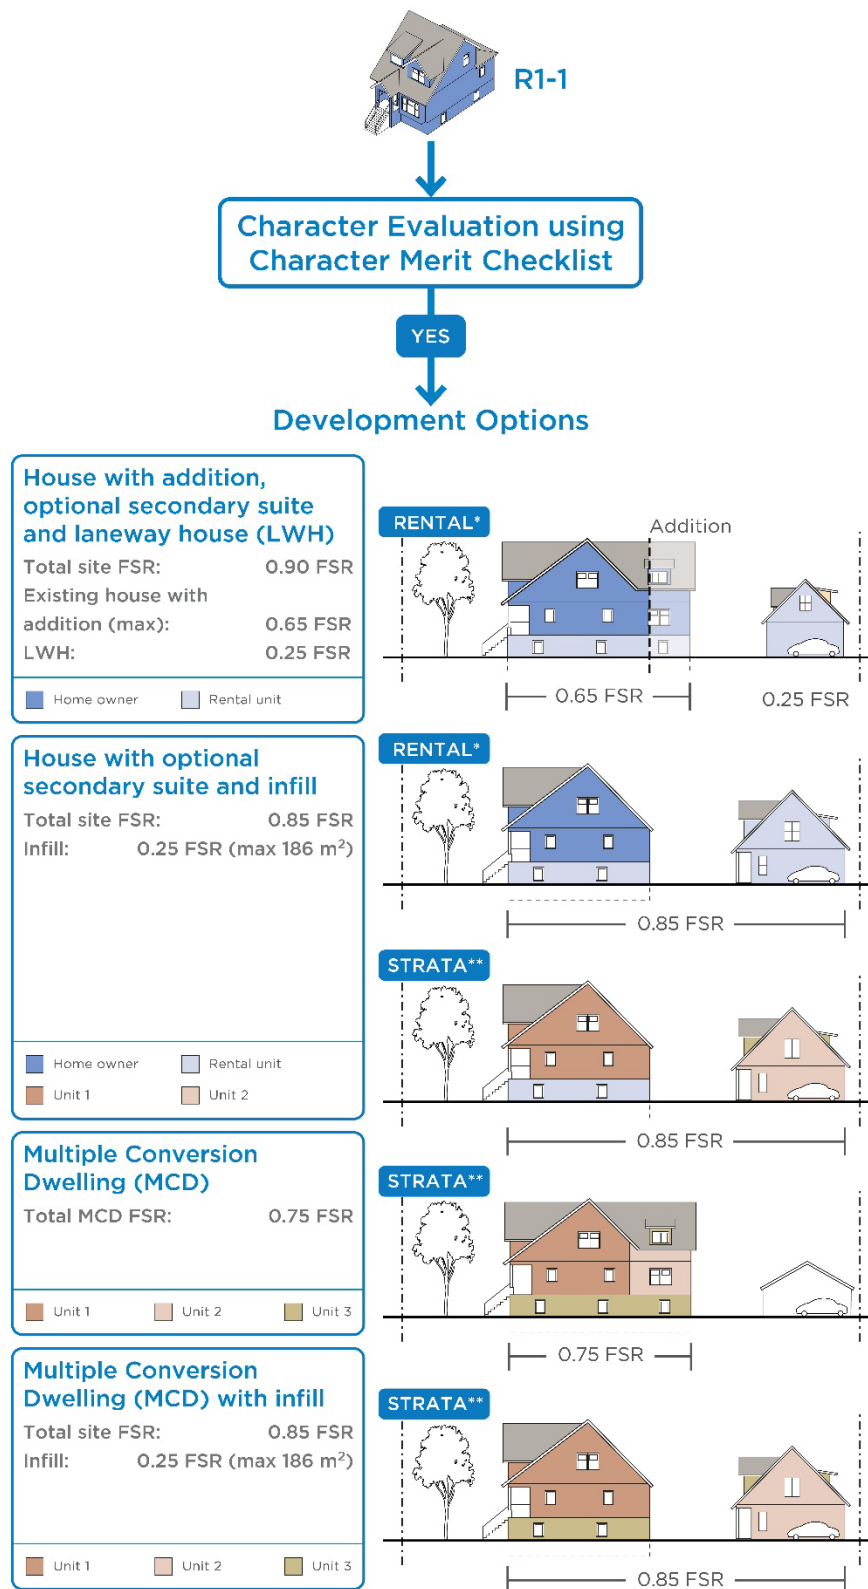 R1-1
Character Evaluation using
Character Merit Checklist
YES
Development Options
House with addition,
optional secondary suite
and laneway house (LWH)
Total site FSR: 0.90 FSR
Existing house with
addition (max): 0.65 FSR
LWH: 0.25 FSR
Home owner Rental unit
RENTAL*
Addition
0.65 FSR 0.25 FSR
House with optional
secondary suite and infill
Total site FSR: 0.85 FSR
Infill: 0.25 FSR (max 186 m²)
Home owner Rental unit
Unit 1 Unit 2
RENTAL*
0.85 FSR
STRATA**
0.85 FSR
Multiple Conversion
Dwelling (MCD)
Total MCD FSR: 0.75 FSR
Unit 1 Unit 2 Unit 3
STRATA**
0.75 FSR
Multiple Conversion
Dwelling (MCD) with infill
Total site FSR: 0.85 FSR
Infill: 0.25 FSR (max 186 m²)
Unit 1 Unit 2 Unit 3
STRATA**
0.85 FSR